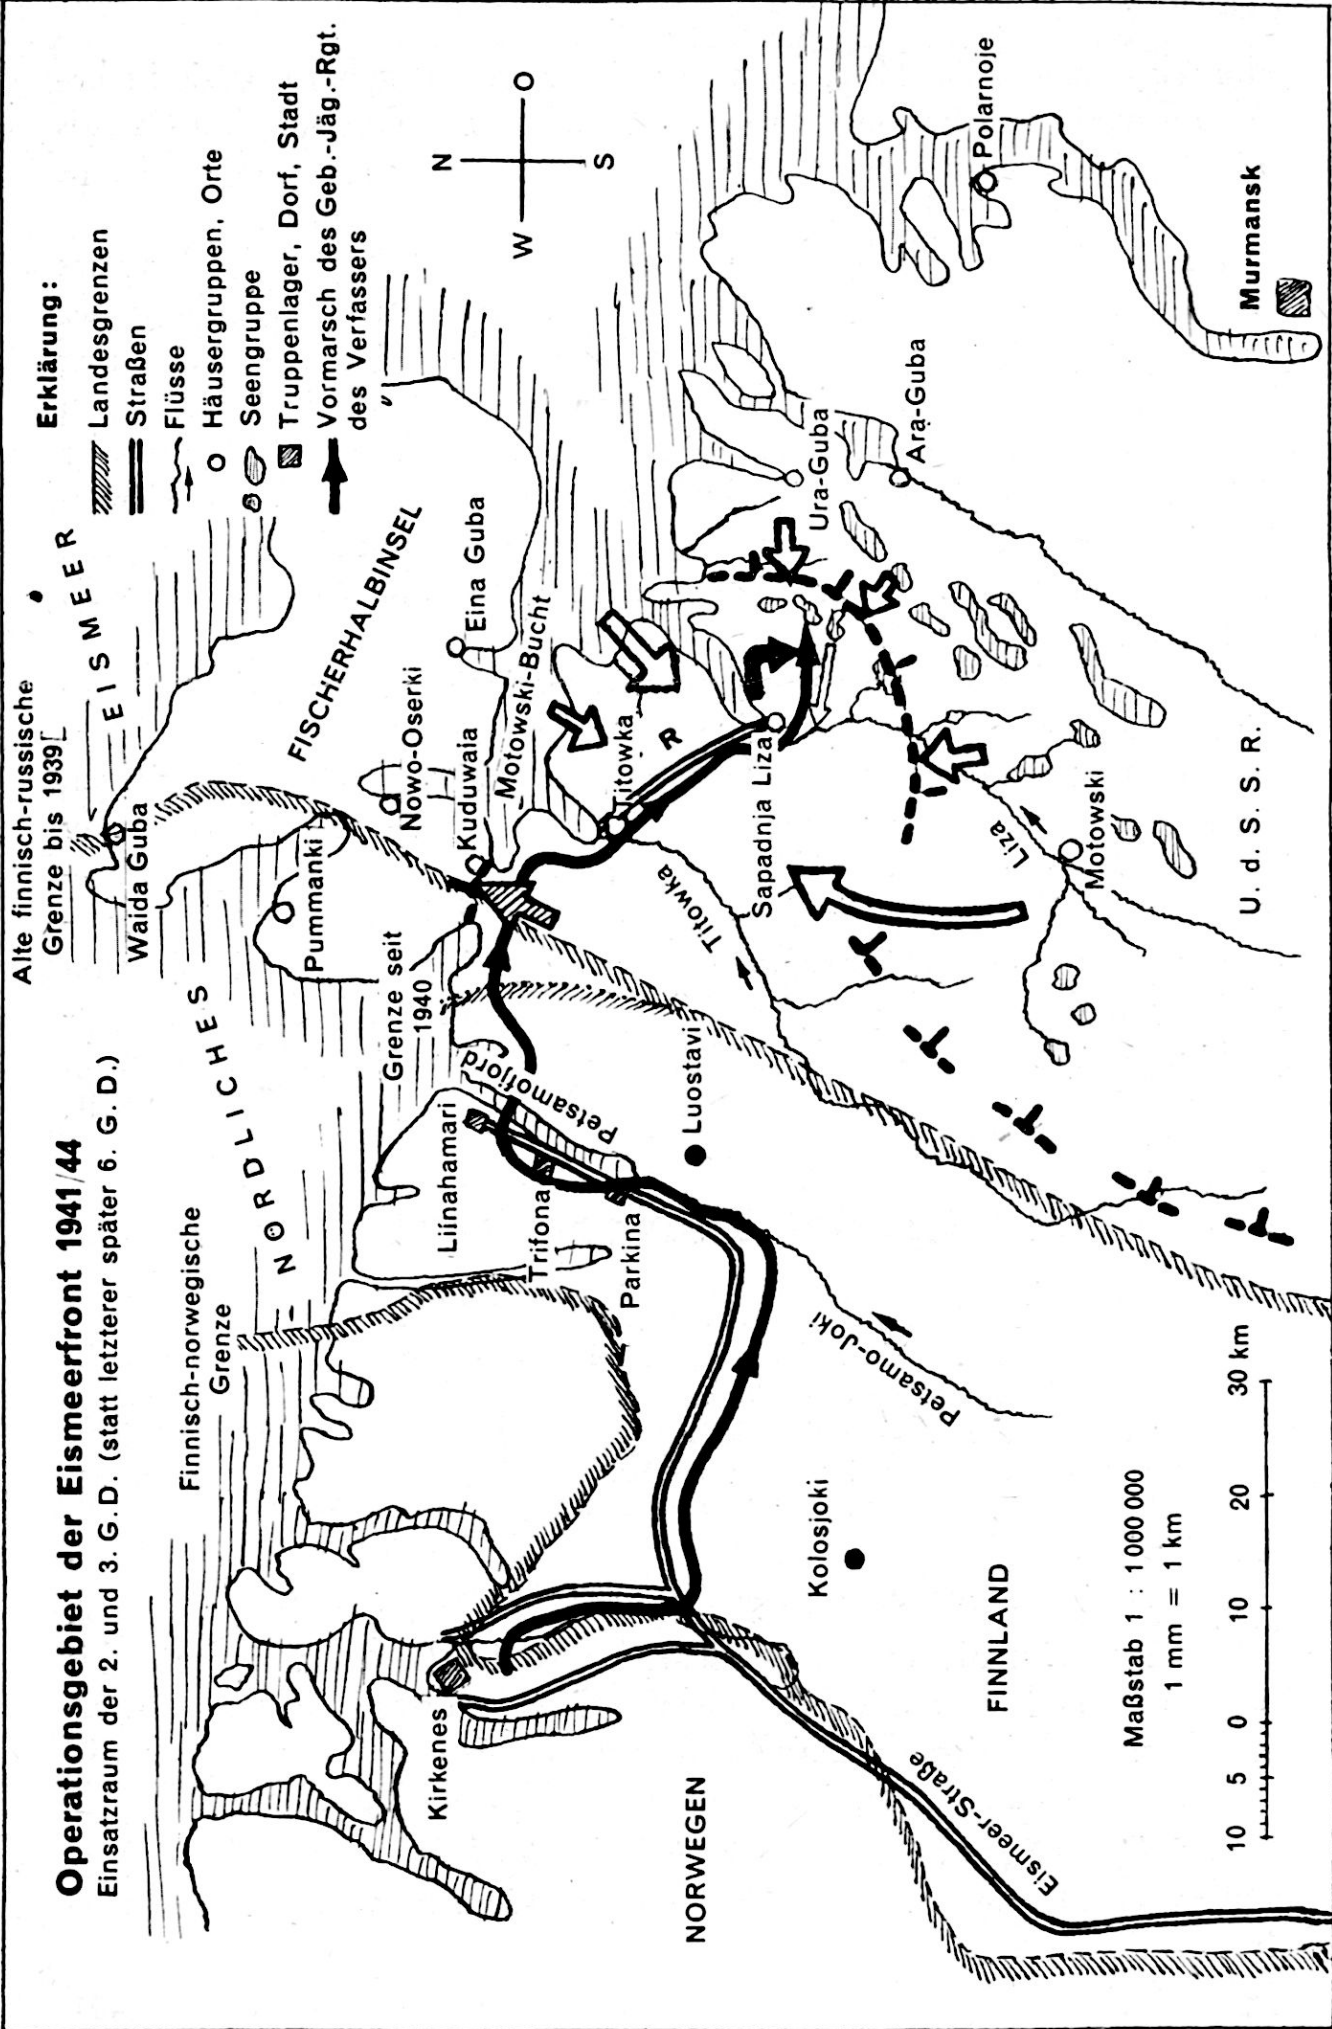 Operationsgebiet der Eismeerfront 1941/44
Einsatzraum der 2. und 3. G. D. (statt letzterer später 6. G. D.)
Alte finnisch-russische
Grenze bis 1939
Erklärung:
Landesgrenzen
Straßen
Flüsse
Häusergruppen, Orte
Seengruppe
Truppenlager, Dorf, Stadt
Vormarsch des Geb.-Jäg.-Rgt.
des Verfassers
N
W
O
S
Finnisch-norwegische
Grenze
NÖRDLICHES
EISMEER
Waida Guba
Pummanki
FISCHERHALBINSEL
Grenze seit
1940
Nowo-Oserki
Kuduwaia
Eina Guba
Motowski-Bucht
Kirkenes
Liinahamari
Petsamofjord
Trifona
Parkina
Titowka
R
Titowka
Luostavi
Sapadnja Liza
Ura-Guba
Ara-Guba
Polarnoje
Murmansk
NORWEGEN
Kolosjoki
Petsamo-Joki
Liza
Motowski
Eismeer-Straße
FINNLAND
U. d. S. S. R.
Maßstab 1 : 1 000 000
1 mm = 1 km
10 5 0 10 20 30 km